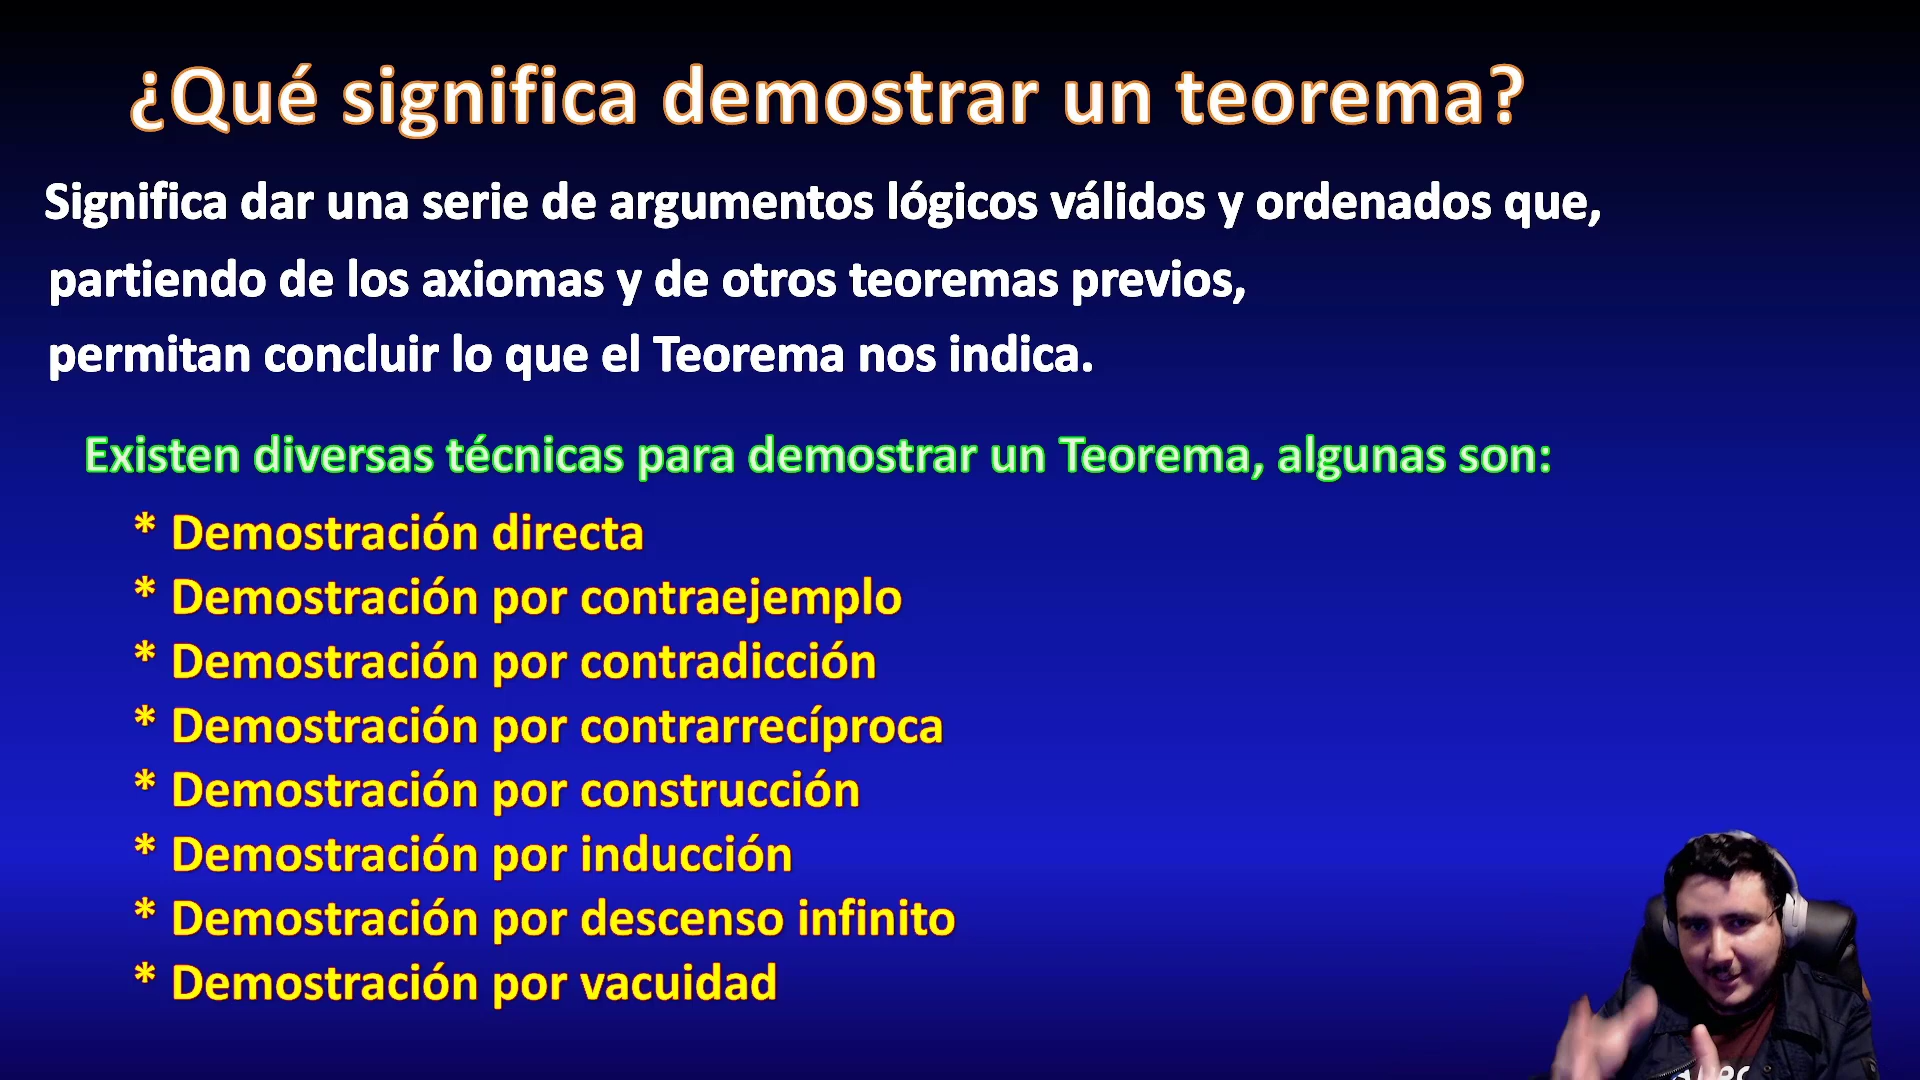 ¿Qué significa demostrar un teorema?
Significa dar una serie de argumentos lógicos válidos y ordenados que,
partiendo de los axiomas y de otros teoremas previos,
permitan concluir lo que el Teorema nos indica.
Existen diversas técnicas para demostrar un Teorema, algunas son:
* Demostración directa
* Demostración por contraejemplo
* Demostración por contradicción
* Demostración por contrarrecíproca
* Demostración por construcción
* Demostración por inducción
* Demostración por descenso infinito
* Demostración por vacuidad